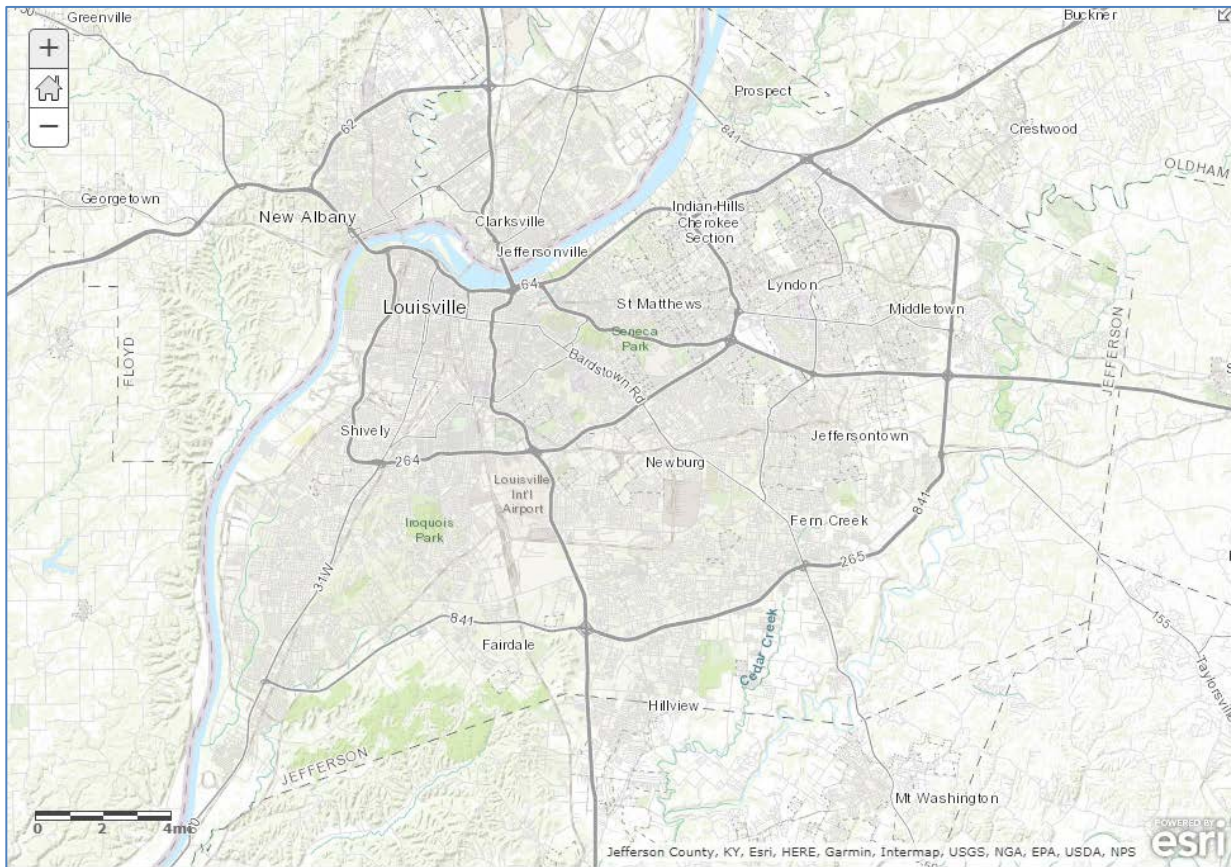 Greenville
Buckner
+
−
Prospect
841
Crestwood
62
OLDHAM
Georgetown
New Albany
Clarksville
Indian Hills
Cherokee
Section
Jeffersonville
64
Louisville
St Matthews
Lyndon
Middletown
Seneca
Park
FLOYD
JEFFERSON
Bardstown Rd
Shively
264
Newburg
Jeffersontown
Louisville
Int'l
Airport
Iroquois
Park
Fern Creek
841
265
31W
841
Fairdale
Cedar Creek
155
Taylorsville
Hillview
JEFFERSON
Mt Washington
0 2 4mi
POWERED BY
esri
Jefferson County, KY, Esri, HERE, Garmin, Intermap, USGS, NGA, EPA, USDA, NPS